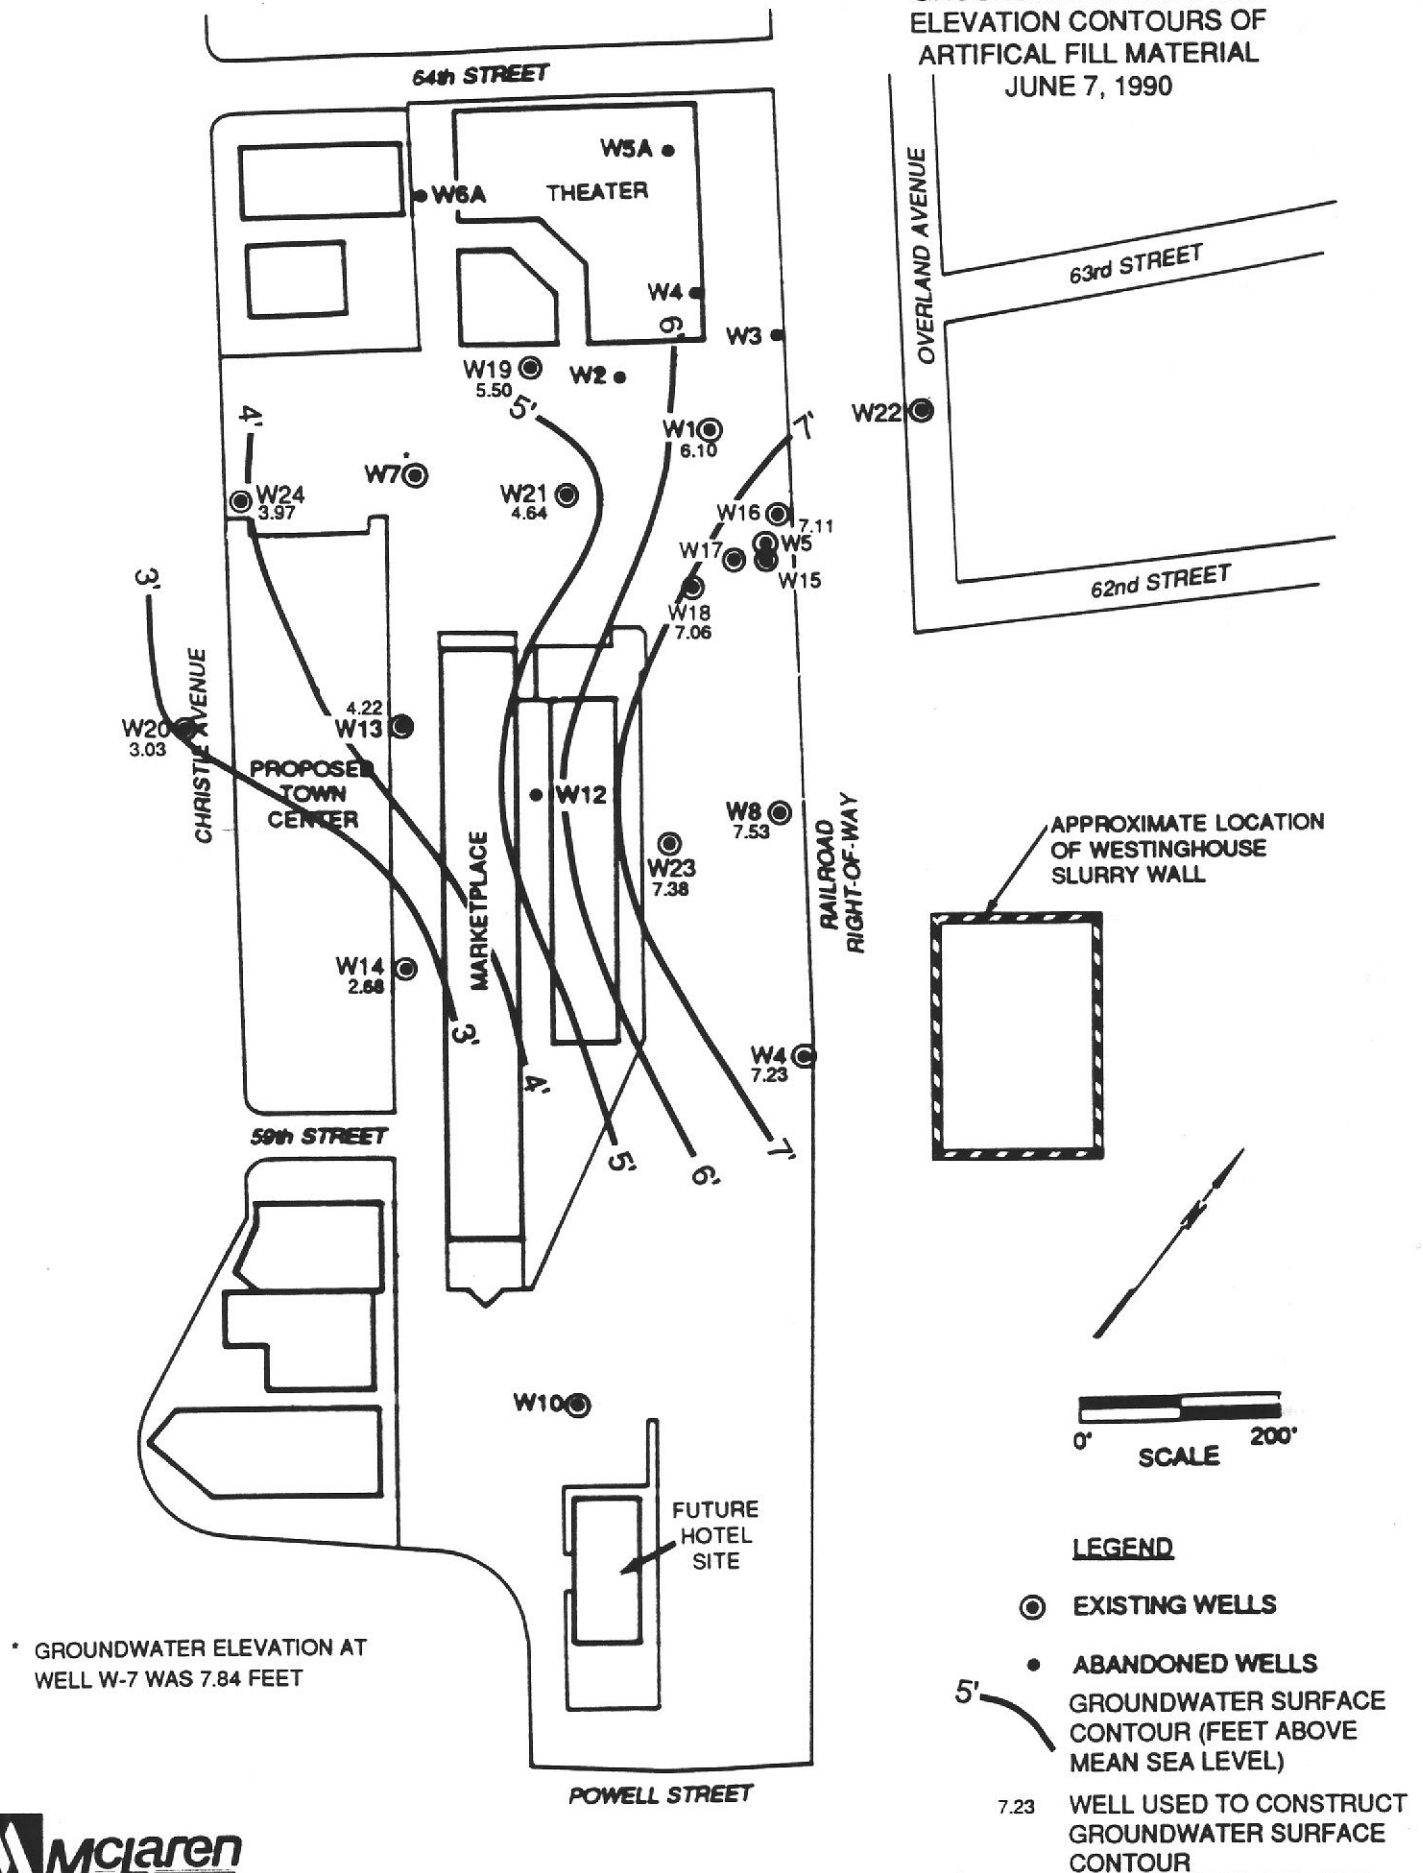 ELEVATION CONTOURS OF
ARTIFICAL FILL MATERIAL
JUNE 7, 1990
64th STREET
W5A
W6A
THEATER
OVERLAND AVENUE
63rd STREET
W4
6'
W3
W19
5.50
W2
5'
4'
W22
W1
6.10
7'
W7*
W24
3.97
W21
4.64
W16
7.11
W5
W17
W15
62nd STREET
3'
W18
7.06
4.22
W13
W20
3.03
CHRISTIE AVENUE
PROPOSED
TOWN
CENTER
W12
W8
7.53
RAILROAD
RIGHT-OF-WAY
APPROXIMATE LOCATION
OF WESTINGHOUSE
SLURRY WALL
MARKETPLACE
W23
7.38
W14
2.68
3'
W4
7.23
4'
59th STREET
5'
6'
7'
N
W10
0'
200'
SCALE
FUTURE
HOTEL
SITE
LEGEND
EXISTING WELLS
ABANDONED WELLS
5'
GROUNDWATER SURFACE
CONTOUR (FEET ABOVE
MEAN SEA LEVEL)
7.23
WELL USED TO CONSTRUCT
GROUNDWATER SURFACE
CONTOUR
* GROUNDWATER ELEVATION AT
WELL W-7 WAS 7.84 FEET
POWELL STREET
McLaren